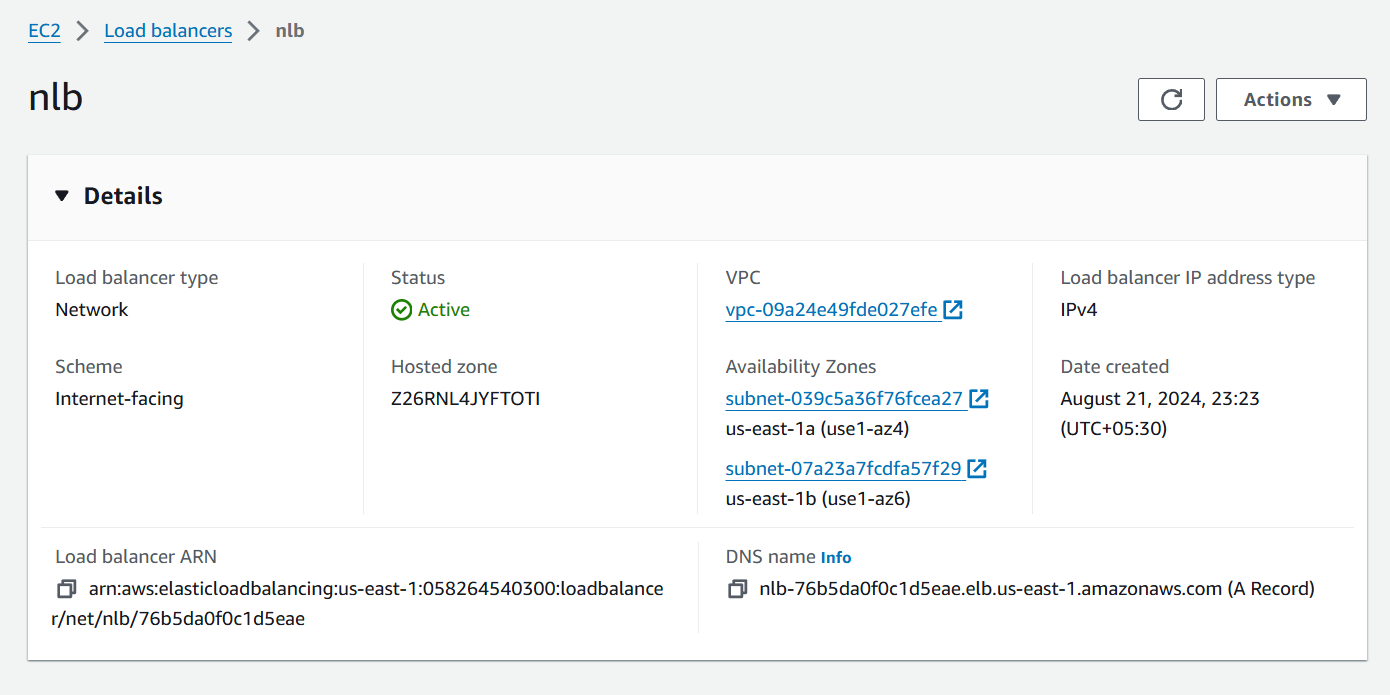 EC2 > Load balancers > nlb
nlb
Actions
Details
Load balancer type
Network
Scheme
Internet-facing
Status
Active
Hosted zone
Z26RNL4JYFTOTI
VPC
vpc-09a24e49fde027efe
Availability Zones
subnet-039c5a36f76fcea27
us-east-1a (use1-az4)
subnet-07a23a7fcdfa57f29
us-east-1b (use1-az6)
Load balancer IP address type
IPv4
Date created
August 21, 2024, 23:23
(UTC+05:30)
Load balancer ARN
arn:aws:elasticloadbalancing:us-east-1:058264540300:loadbalance
r/net/nlb/76b5da0f0c1d5eae
DNS name Info
nlb-76b5da0f0c1d5eae.elb.us-east-1.amazonaws.com (A Record)